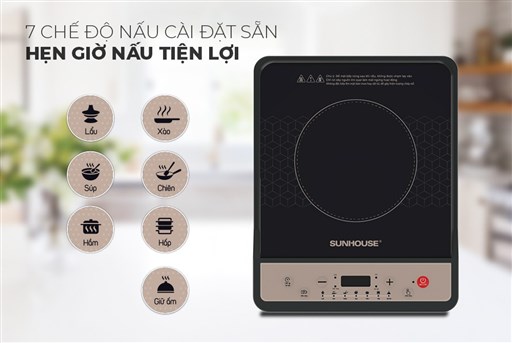 7 CHẾ ĐỘ NẤU CÀI ĐẶT SẴN
HẸN GIỜ NẤU TIỆN LỢI
Lẩu
Xào
Súp
Chiên
Hầm
Hấp
Giữ ấm
SUNHOUSE